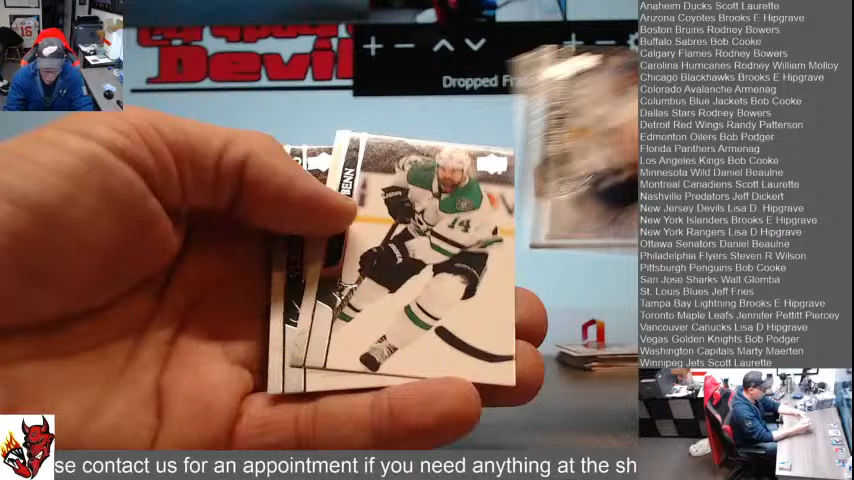 Devil
Dropped Fra
16
BENN
14
Anaheim Ducks Scott Laurette
Arizona Coyotes Brooks E Hipgrave
Boston Bruins Rodney Bowers
Buffalo Sabres Bob Cooke
Calgary Flames Rodney Bowers
Carolina Hurricanes Rodney William Molloy
Chicago Blackhawks Brooks E Hipgrave
Colorado Avalanche Armenag
Columbus Blue Jackets Bob Cooke
Dallas Stars Rodney Bowers
Detroit Red Wings Randy Patterson
Edmonton Oilers Bob Podger
Florida Panthers Armenag
Los Angeles Kings Bob Cooke
Minnesota Wild Daniel Beaulne
Montreal Canadiens Scott Laurette
Nashville Predators Jeff Dickert
New Jersey Devils Lisa D. Hipgrave
New York Islanders Brooks E Hipgrave
New York Rangers Lisa D Hipgrave
Ottawa Senators Daniel Beaulne
Philadelphia Flyers Steven R Wilson
Pittsburgh Penguins Bob Cooke
San Jose Sharks Walt Glomba
St. Louis Blues Jeff Fries
Tampa Bay Lightning Brooks E Hipgrave
Toronto Maple Leafs Jennifer Pettitt Piercey
Vancouver Canucks Lisa D Hipgrave
Vegas Golden Knights Bob Podger
Washington Capitals Marty Maerten
Winnipeg Jets Scott Laurette
se contact us for an appointment if you need anything at the sh